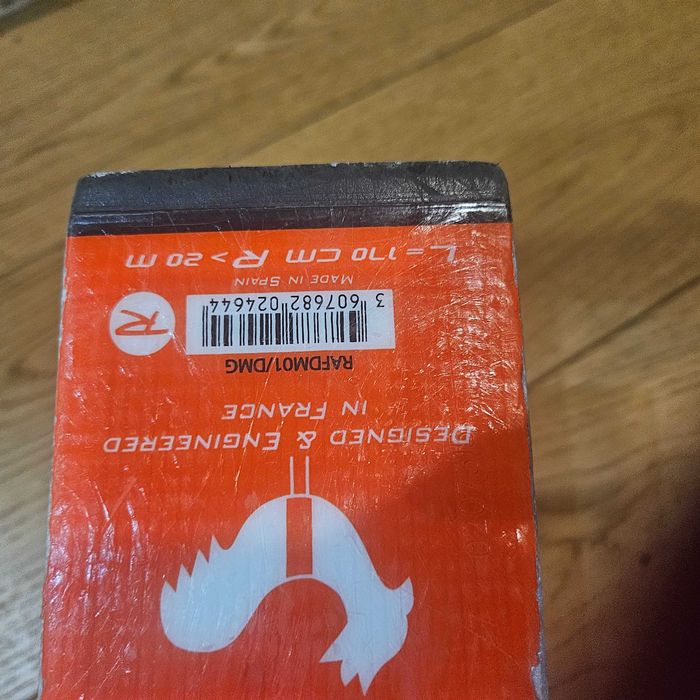 DESIGNED & ENGINEERED
IN FRANCE
RAFDM01/DMG
3 607682 024644
R
MADE IN SPAIN
L = 170 cm R > 20 m